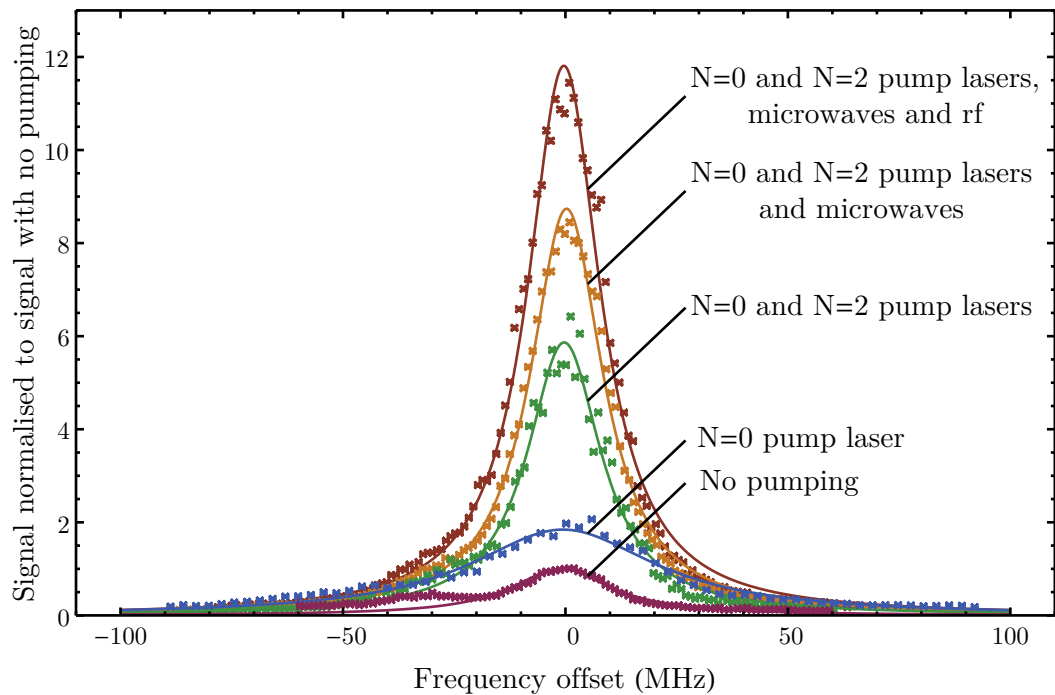 Signal normalised to signal with no pumping
12
10
8
6
4
2
0
N=0 and N=2 pump lasers,
microwaves and rf
N=0 and N=2 pump lasers
and microwaves
N=0 and N=2 pump lasers
N=0 pump laser
No pumping
−100
−50
0
50
100
Frequency offset (MHz)